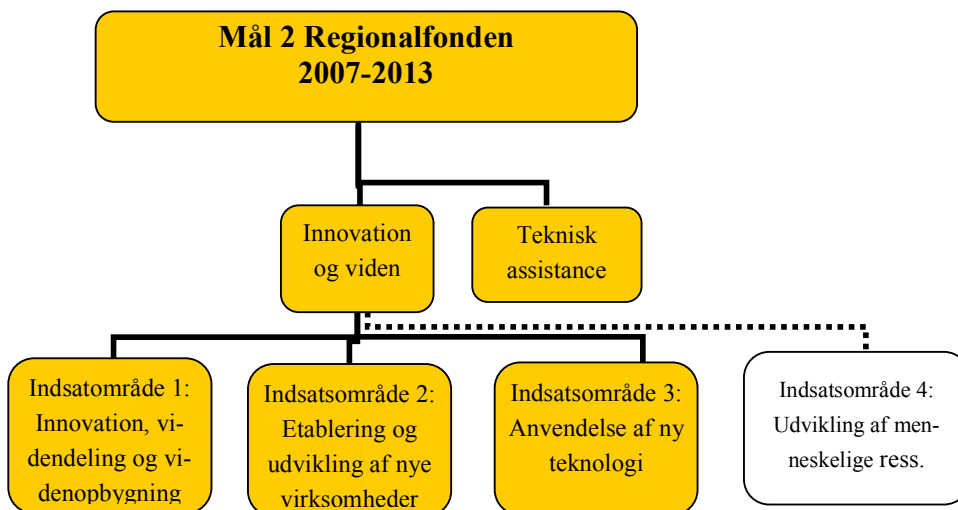 Mål 2 Regionalfonden
2007-2013
Innovation
og viden
Teknisk
assistance
Indsatområde 1:
Innovation, vi-
dendeling og vi-
denopbygning
Indsatsområde 2:
Etablering og
udvikling af nye
virksomheder
Indsatsområde 3:
Anvendelse af ny
teknologi
Indsatsområde 4:
Udvikling af men-
neskelige ress.